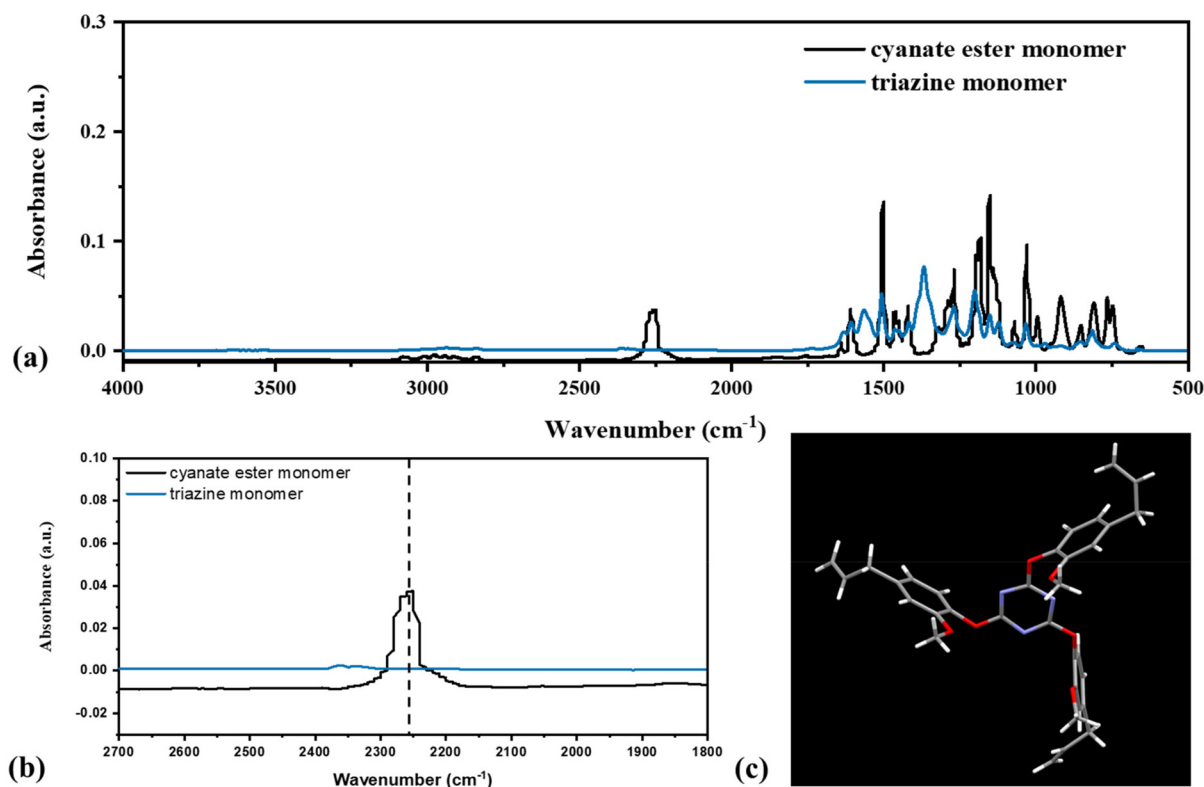 0.3
cyanate ester monomer
triazine monomer
0.2
Absorbance (a.u.)
0.1
0.0
(a)
4000 3500 3000 2500 2000 1500 1000 500
Wavenumber (cm-1)
0.10
cyanate ester monomer
triazine monomer
0.08
0.06
Absorbance (a.u.)
0.04
0.02
0.00
-0.02
2700 2600 2500 2400 2300 2200 2100 2000 1900 1800
(b)
Wavenumber (cm-1)
(c)